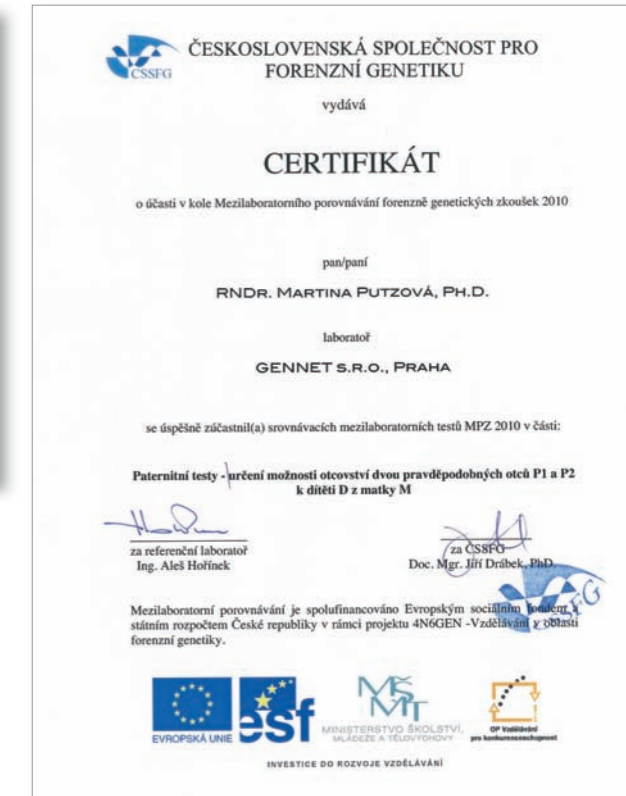 ČESKOSLOVENSKÁ SPOLEČNOST PRO
FORENZNÍ GENETIKU
ČSSFG
vydává
CERTIFIKÁT
o účasti v kole Mezilaboratorního porovnávání forenzně genetických zkoušek 2010
pan/paní
RNDR. MARTINA PUTZOVÁ, PH.D.
laboratoř
GENNET S.R.O., PRAHA
se úspěšně zúčastnil(a) srovnávacích mezilaboratorních testů MPZ 2010 v části:
Paternitní testy - určení možnosti otcovství dvou pravděpodobných otců P1 a P2
k dítěti D z matky M
za referenční laboratoř
Ing. Aleš Hořínek
za ČSSFG
Doc. Mgr. Jiří Drábek, PhD.
Mezilaboratorní porovnávání je spolufinancováno Evropským sociálním fondem a
státním rozpočtem České republiky v rámci projektu 4N6GEN -Vzdělávání v oblasti
forenzní genetiky.
EVROPSKÁ UNIE
esf
MŠMT
MINISTERSTVO ŠKOLSTVÍ,
MLÁDEŽE A TĚLOVÝCHOVY
OP Vzdělávání
pro konkurenceschopnost
INVESTICE DO ROZVOJE VZDĚLÁVÁNÍ